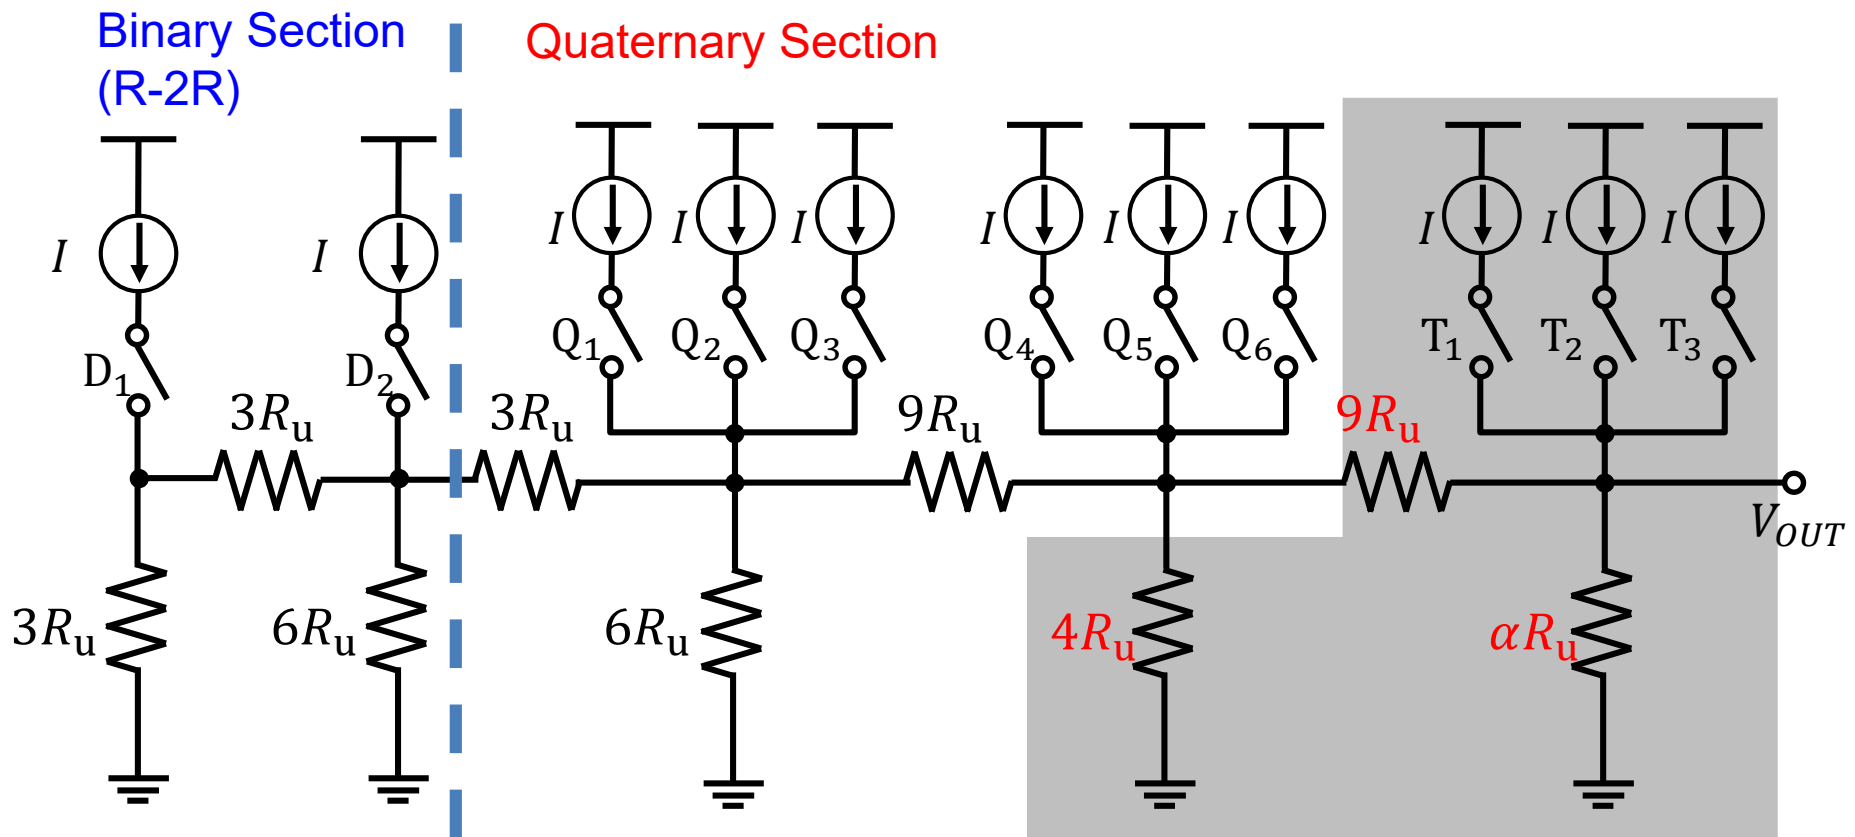 Binary Section
(R-2R)
Quaternary Section
I
I
I
I
I
I
I
I
I
I
I
D₁
D₂
Q₁
Q₂
Q₃
Q₄
Q₅
Q₆
T₁
T₂
T₃
3Rᵤ
3Rᵤ
9Rᵤ
9Rᵤ
V_OUT
3Rᵤ
6Rᵤ
6Rᵤ
4Rᵤ
αRᵤ